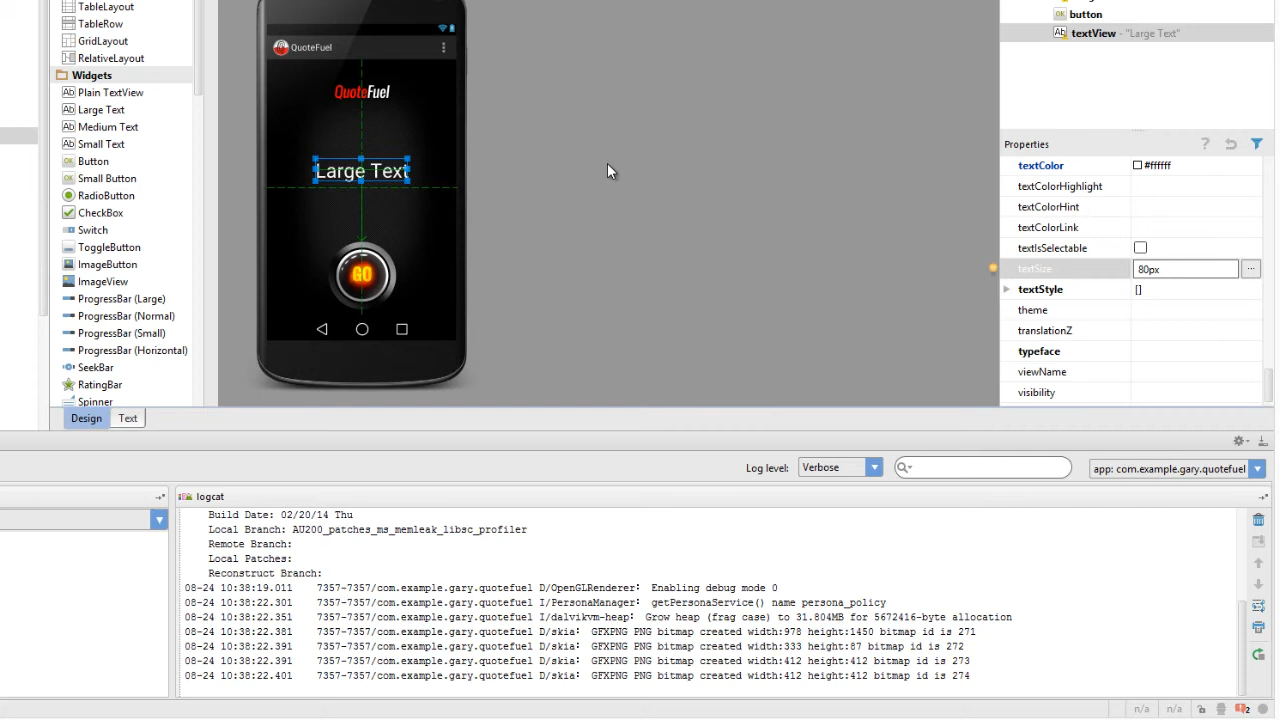 TableLayout
TableRow
GridLayout
RelativeLayout
Widgets
Ab Plain TextView
Ab Large Text
Ab Medium Text
Ab Small Text
OK Button
OK Small Button
RadioButton
CheckBox
Switch
ToggleButton
ImageButton
ImageView
ProgressBar (Large)
ProgressBar (Normal)
ProgressBar (Small)
ProgressBar (Horizontal)
SeekBar
RatingBar
Spinner
Design Text
QuoteFuel
QuoteFuel
Large Text
GO
OK button
Ab textView - "Large Text"
Properties ?
textColor #ffffff
textColorHighlight
textColorHint
textColorLink
textIsSelectable
textSize 80px ...
textStyle []
theme
translationZ
typeface
viewName
visibility
Log level: Verbose app: com.example.gary.quotefuel
logcat
Build Date: 02/20/14 Thu
Local Branch: AU200_patches_ms_memleak_libsc_profiler
Remote Branch:
Local Patches:
Reconstruct Branch:
08-24 10:38:19.011 7357-7357/com.example.gary.quotefuel D/OpenGLRenderer: Enabling debug mode 0
08-24 10:38:22.301 7357-7357/com.example.gary.quotefuel I/PersonaManager: getPersonaService() name persona_policy
08-24 10:38:22.351 7357-7357/com.example.gary.quotefuel I/dalvikvm-heap: Grow heap (frag case) to 31.804MB for 5672416-byte allocation
08-24 10:38:22.381 7357-7357/com.example.gary.quotefuel D/skia: GFXPNG PNG bitmap created width:978 height:1450 bitmap id is 271
08-24 10:38:22.391 7357-7357/com.example.gary.quotefuel D/skia: GFXPNG PNG bitmap created width:333 height:87 bitmap id is 272
08-24 10:38:22.391 7357-7357/com.example.gary.quotefuel D/skia: GFXPNG PNG bitmap created width:412 height:412 bitmap id is 273
08-24 10:38:22.401 7357-7357/com.example.gary.quotefuel D/skia: GFXPNG PNG bitmap created width:412 height:412 bitmap id is 274
n/a n/a 2